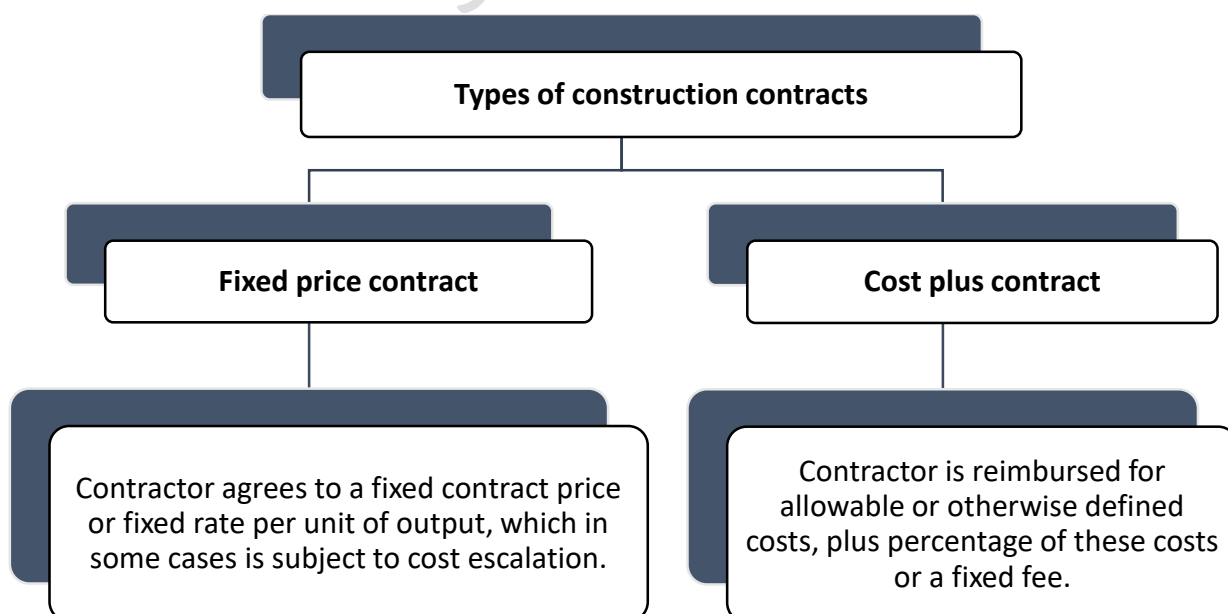 Types of construction contracts
Fixed price contract
Cost plus contract
Contractor agrees to a fixed contract price
or fixed rate per unit of output, which in
some cases is subject to cost escalation.
Contractor is reimbursed for
allowable or otherwise defined
costs, plus percentage of these costs
or a fixed fee.